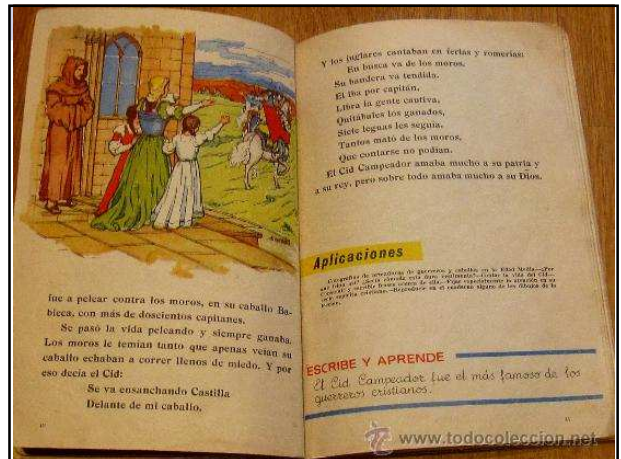 fue a pelear contra los moros, en su caballo Ba-
bieca, con más de doscientos capitanes.
Se pasó la vida peleando y siempre ganaba.
Los moros le temían tanto que apenas veían su
caballo echaban a correr llenos de miedo. Y por
eso decía el Cid:
Se va ensanchando Castilla
Delante de mi caballo.
Y los juglares cantaban en ferias y romerías:
En busca va de los moros,
Su bandera va tendida,
El iba por capitán,
Libra la gente cautiva,
Quitábales los ganados,
Siete leguas les seguía,
Tantos mató de los moros,
Que contarse no podían.
El Cid Campeador amaba mucho a su patria y
a su rey, pero sobre todo amaba mucho a su Dios.
Aplicaciones
ESCRIBE Y APRENDE
El Cid Campeador fue el más famoso de los
guerreros cristianos.
www.todocoleccion.net